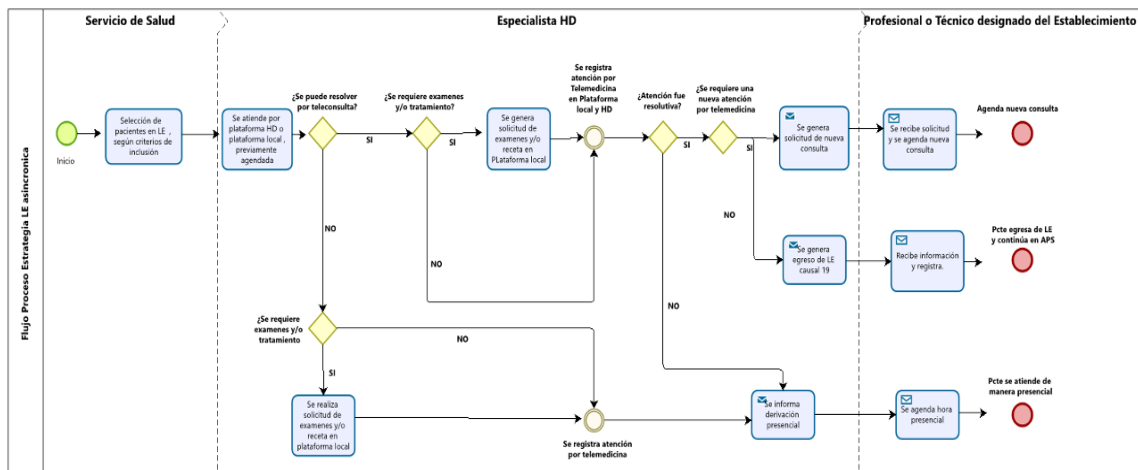 Servicio de Salud
Especialista HD
Profesional o Técnico designado del Establecimiento
Flujo Proceso Estrategia LE asincronica
Inicio
Selección de
pacientes en LE ,
según criterios de
inclusión
Se atiende por
plataforma HD o
plataforma local ,
previamente
agendada
¿Se puede resolver
por teleconsulta?
SI
NO
¿Se requiere examenes
y/o tratamiento?
SI
NO
Se genera
solicitud de
examenes y/o
receta en
PLataforma local
Se registra
atención por
Telemedicina
en Plataforma
local y HD
¿Atención fue
resolutiva?
SI
NO
¿Se requiere una
nueva atención por
telemedicina
SI
NO
Se genera
solicitud de nueva
consulta
Se recibe solicitud
y se agenda nueva
consulta
Agenda nueva consulta
Se genera
egreso de LE
causal 19
Recibe información
y registra.
Pcte egresa de LE
y continúa en APS
¿Se requiere
examenes y/o
tratamiento
NO
SI
Se realiza
solicitud de
examenes y/o
receta en
plataforma local
Se registra atención
por telemedicina
Se informa
derivación
presencial
Se agenda hora
presencial
Pcte se atiende de
manera presencial